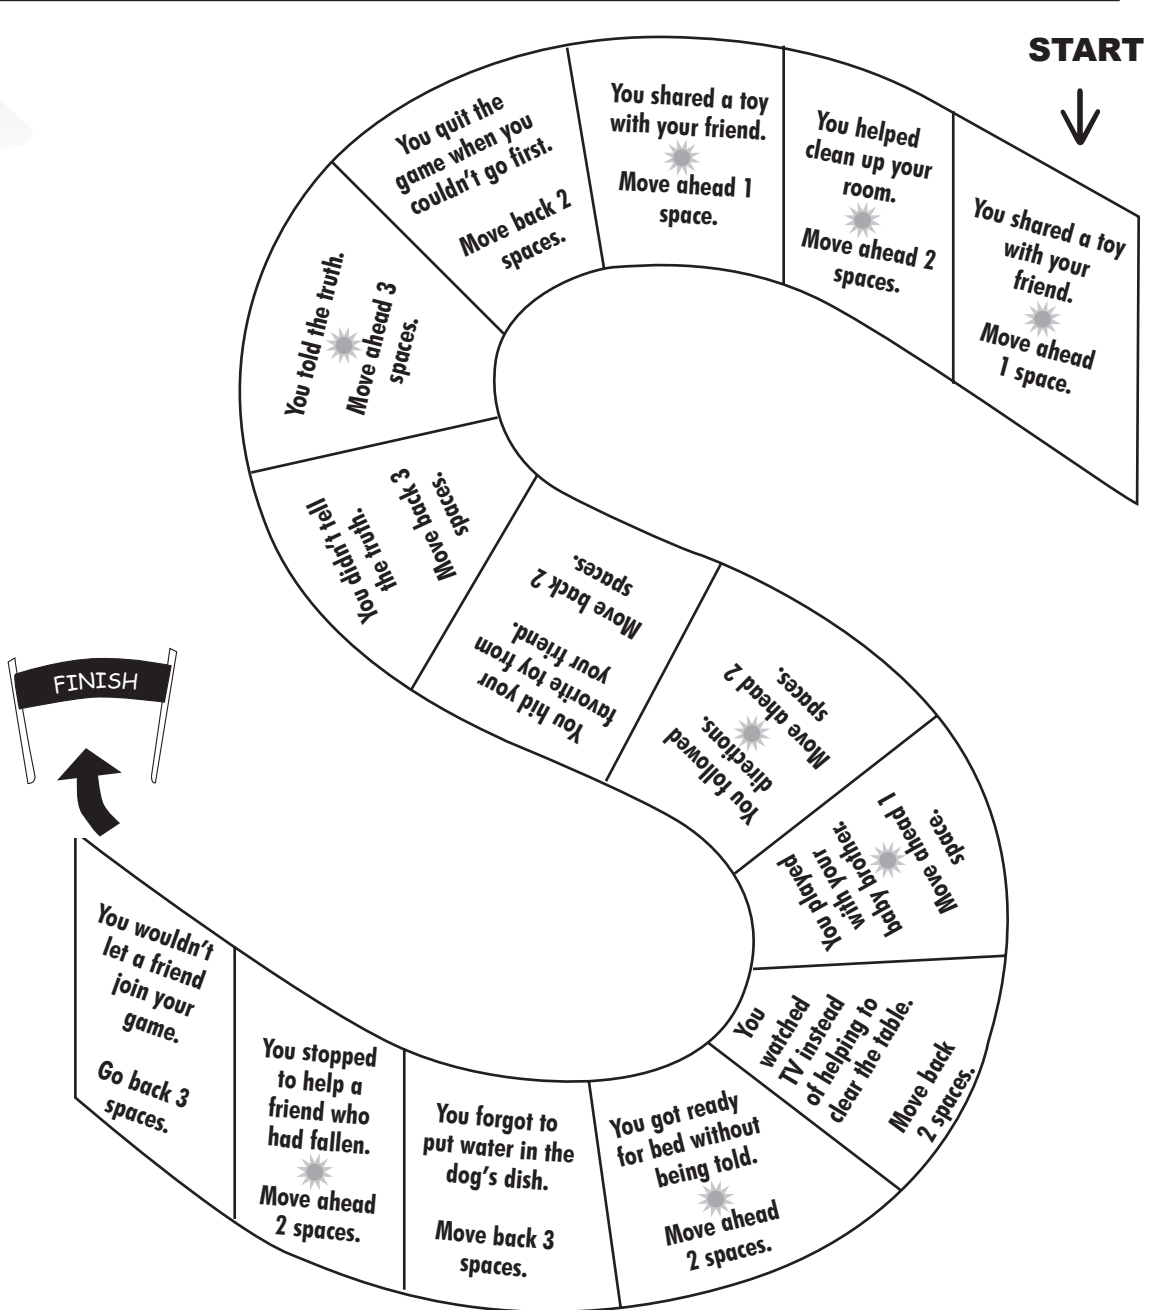 START
You shared a toy
with your
friend.
Move ahead
1 space.
You helped
clean up your
room.
Move ahead 2
spaces.
You shared a toy
with your friend.
Move ahead 1
space.
You quit the
game when you
couldn't go first.
Move back 2
spaces.
You told the truth.
Move ahead 3
spaces.
You didn't tell
the truth.
Move back 3
spaces.
You hid your
favorite toy from
your friend.
Move back 2
spaces.
You followed
directions.
Move ahead 2
spaces.
You played
with your
baby brother.
Move ahead 1
space.
You
watched
TV instead
of helping to
clear the table.
Move back
2 spaces.
You got ready
for bed without
being told.
Move ahead
2 spaces.
You forgot to
put water in the
dog's dish.
Move back 3
spaces.
You stopped
to help a
friend who
had fallen.
Move ahead
2 spaces.
You wouldn't
let a friend
join your
game.
Go back 3
spaces.
FINISH